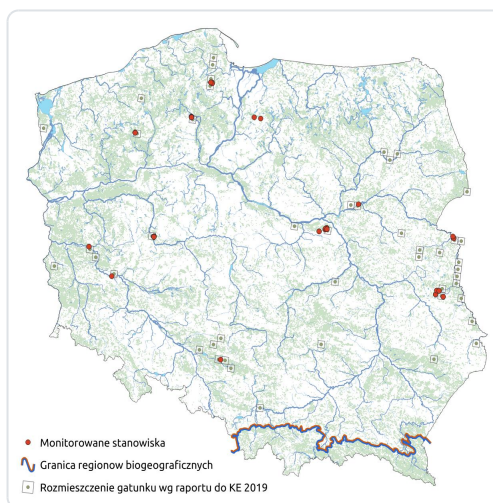 Monitorowane stanowiska
Granica regionow biogeograficznych
Rozmieszczenie gatunku wg raportu do KE 2019